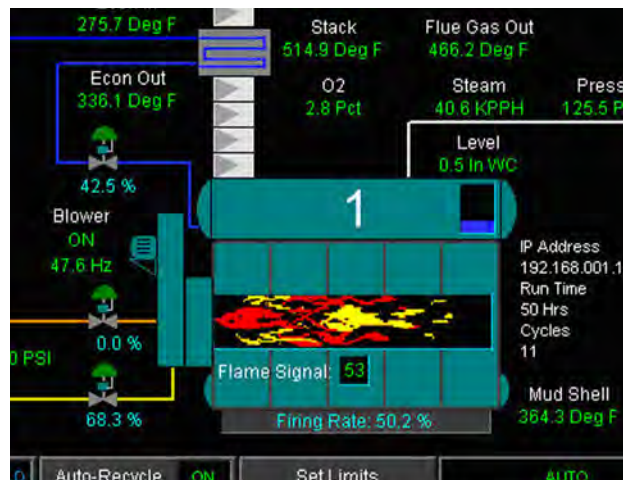 275.7 Deg F
Stack
514.9 Deg F
Flue Gas Out
466.2 Deg F
Econ Out
336.1 Deg F
O2
2.8 Pct
Steam
40.6 KPPH
Press
125.5 P
Level
0.5 In WC
42.5 %
1
Blower
ON
47.6 Hz
IP Address
192.168.001.1
Run Time
50 Hrs
Cycles
11
0.0 %
0 PSI
Flame Signal: 53
68.3 %
Firing Rate: 50.2 %
Mud Shell
364.3 Deg F
Auto-Recycle ON
Set Limits
AUTO